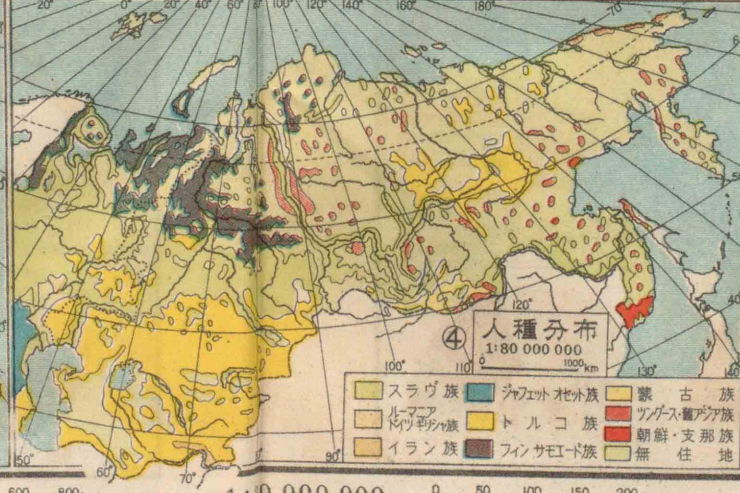 20° 0° 20° 40° 60° 80° 100° 120° 140° 160° 180°
120°
40°
④ 人種分布
1:80 000 000
0 1000km
100° 110° 130° 140°
スラヴ族 ジャフェットオセット族 蒙古族
ルーマニア
ドイツ・ギリシャ族 トルコ族 ツングース・舊アジア族
朝鮮・支那族
イラン族 フィンサモエード族 無住地
50° 60° 70° 90°
0 50 100 150 200